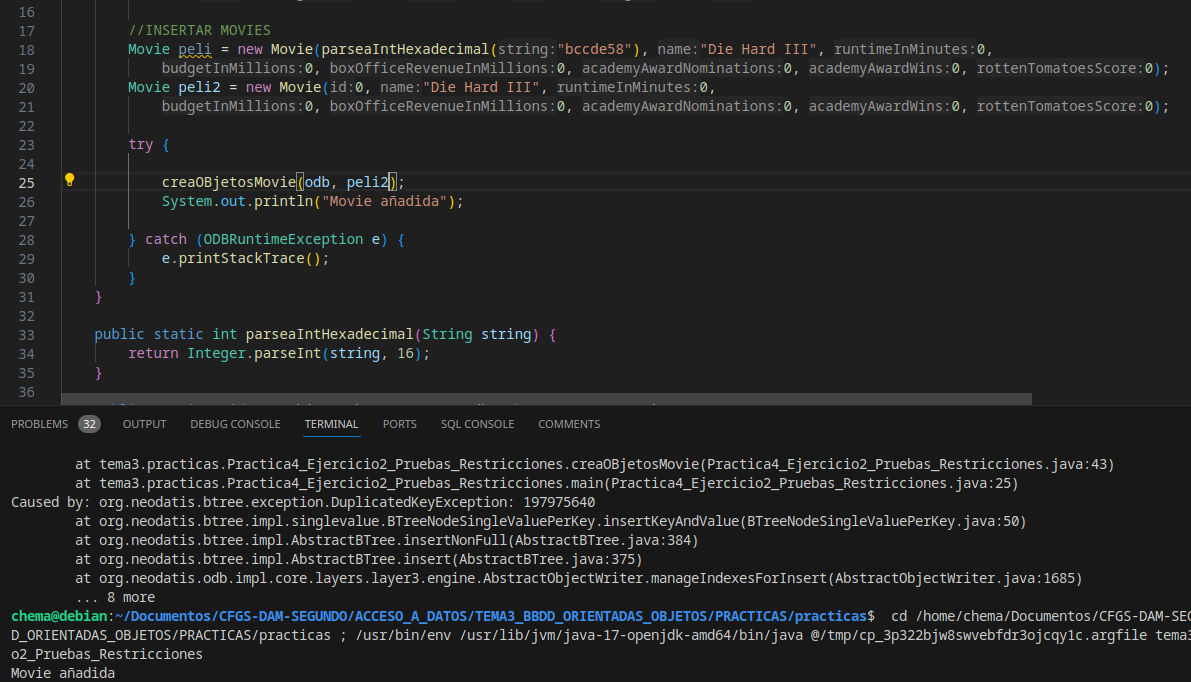 16
17 //INSERTAR MOVIES
18 Movie peli = new Movie(parseaIntHexadecimal(string:"bccde58"), name:"Die Hard III", runtimeInMinutes:0,
19 budgetInMillions:0, boxOfficeRevenueInMillions:0, academyAwardNominations:0, academyAwardWins:0, rottenTomatoesScore:0);
20 Movie peli2 = new Movie(id:0, name:"Die Hard III", runtimeInMinutes:0,
21 budgetInMillions:0, boxOfficeRevenueInMillions:0, academyAwardNominations:0, academyAwardWins:0, rottenTomatoesScore:0);
22
23 try {
24
25 creaOBjetosMovie(odb, peli2);
26 System.out.println("Movie añadida");
27
28 } catch (ODBRuntimeException e) {
29 e.printStackTrace();
30 }
31 }
32
33 public static int parseaIntHexadecimal(String string) {
34 return Integer.parseInt(string, 16);
35 }
36
PROBLEMS 32 OUTPUT DEBUG CONSOLE TERMINAL PORTS SQL CONSOLE COMMENTS
at tema3.practicas.Practica4_Ejercicio2_Pruebas_Restricciones.creaOBjetosMovie(Practica4_Ejercicio2_Pruebas_Restricciones.java:43)
at tema3.practicas.Practica4_Ejercicio2_Pruebas_Restricciones.main(Practica4_Ejercicio2_Pruebas_Restricciones.java:25)
Caused by: org.neodatis.btree.exception.DuplicatedKeyException: 197975640
at org.neodatis.btree.impl.singlevalue.BTreeNodeSingleValuePerKey.insertKeyAndValue(BTreeNodeSingleValuePerKey.java:50)
at org.neodatis.btree.impl.AbstractBTree.insertNonFull(AbstractBTree.java:384)
at org.neodatis.btree.impl.AbstractBTree.insert(AbstractBTree.java:375)
at org.neodatis.odb.impl.core.layers.layer3.engine.AbstractObjectWriter.manageIndexesForInsert(AbstractObjectWriter.java:1685)
... 8 more
chema@debian:~/Documentos/CFGS-DAM-SEGUNDO/ACCESO_A_DATOS/TEMA3_BBDD_ORIENTADAS_OBJETOS/PRACTICAS/practicas$ cd /home/chema/Documentos/CFGS-DAM-SEG
D_ORIENTADAS_OBJETOS/PRACTICAS/practicas ; /usr/bin/env /usr/lib/jvm/java-17-openjdk-amd64/bin/java @/tmp/cp_3p322bjw8swvebfdr3ojcqy1c.argfile tema3
o2_Pruebas_Restricciones
Movie añadida